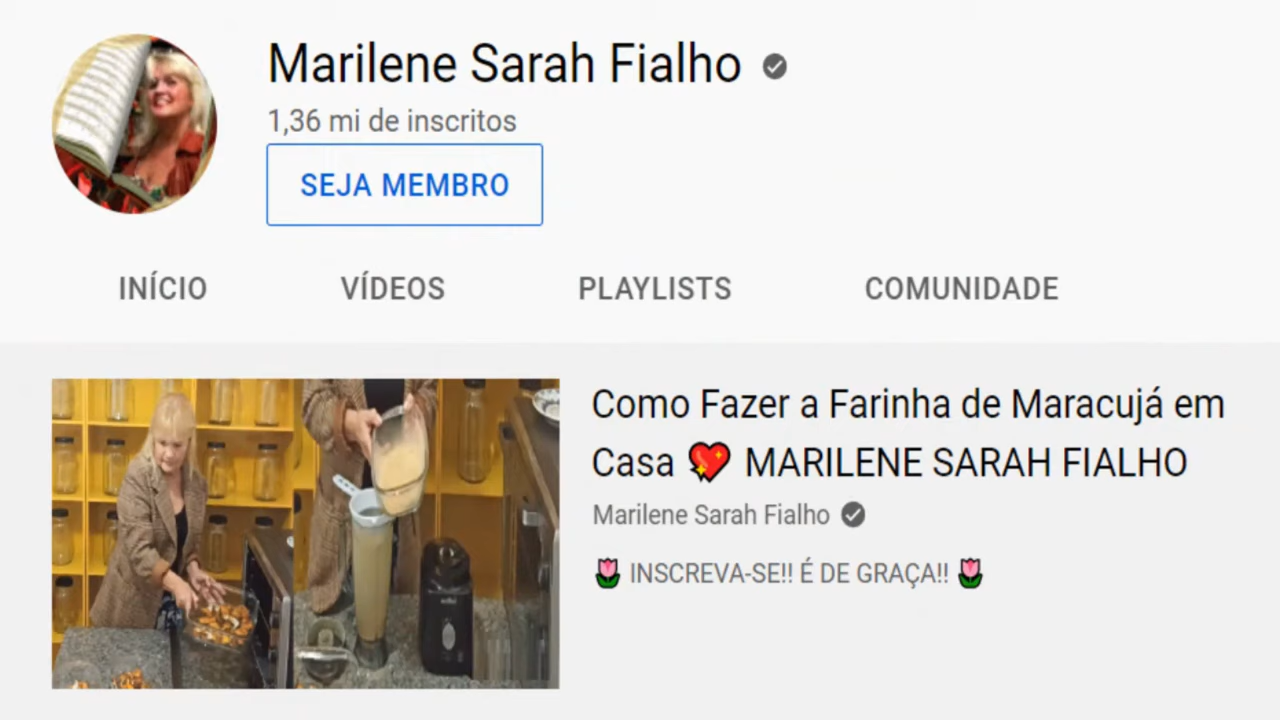 Marilene Sarah Fialho
1,36 mi de inscritos
SEJA MEMBRO
INÍCIO VÍDEOS PLAYLISTS COMUNIDADE
Como Fazer a Farinha de Maracujá em
Casa 💖 MARILENE SARAH FIALHO
Marilene Sarah Fialho
🌷 INSCREVA-SE!! É DE GRAÇA!! 🌷